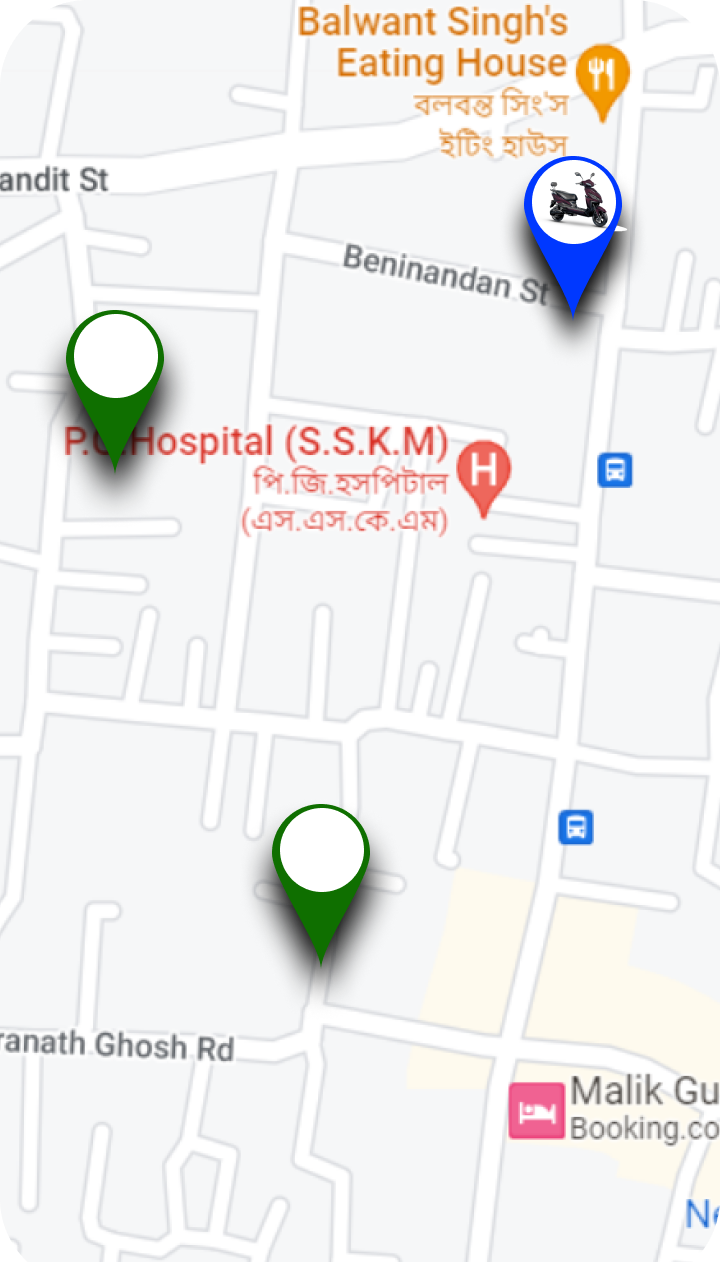 Balwant Singh's
Eating House
বলবন্ত সিং'স
ইটিং হাউস
andit St
Beninandan St
P.G.Hospital (S.S.K.M)
পি.জি.হসপিটাল
(এস.এস.কে.এম)
H
ranath Ghosh Rd
Malik Gu
Booking.co
Ne